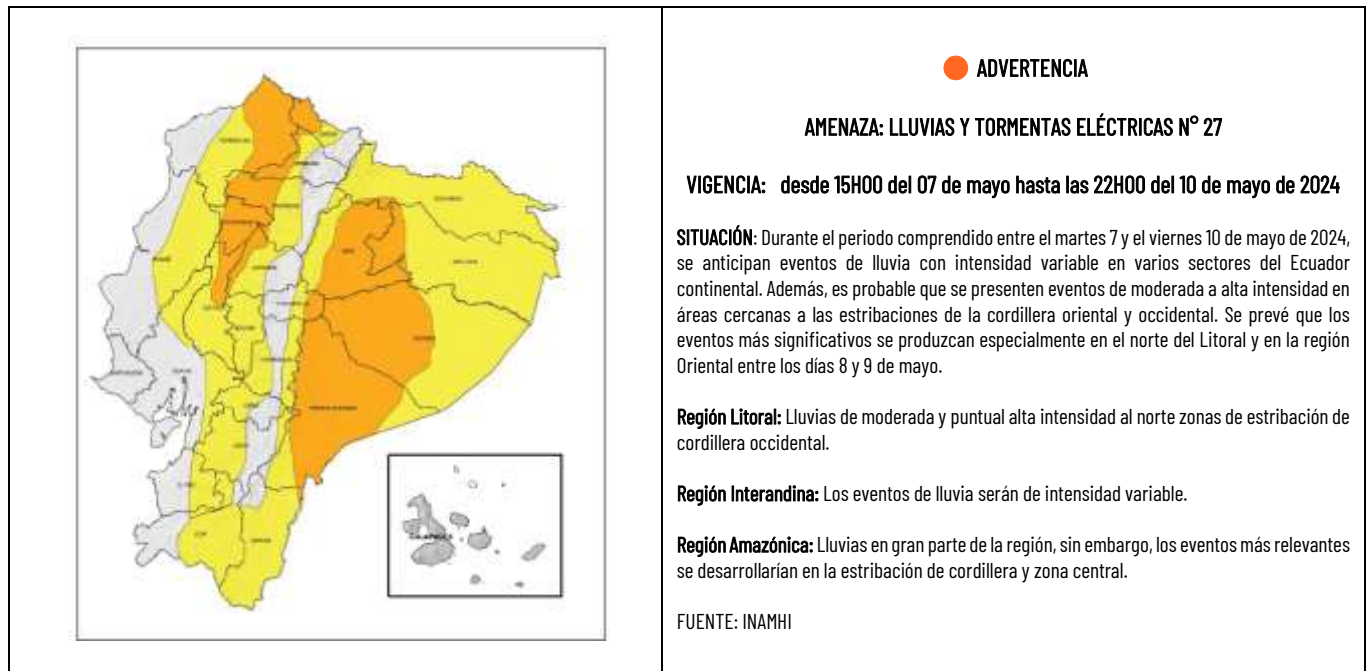 ADVERTENCIA
AMENAZA: LLUVIAS Y TORMENTAS ELÉCTRICAS N° 27
VIGENCIA: desde 15H00 del 07 de mayo hasta las 22H00 del 10 de mayo de 2024
SITUACIÓN: Durante el periodo comprendido entre el martes 7 y el viernes 10 de mayo de 2024,
se anticipan eventos de lluvia con intensidad variable en varios sectores del Ecuador
continental. Además, es probable que se presenten eventos de moderada a alta intensidad en
áreas cercanas a las estribaciones de la cordillera oriental y occidental. Se prevé que los
eventos más significativos se produzcan especialmente en el norte del Litoral y en la región
Oriental entre los días 8 y 9 de mayo.
Región Litoral: Lluvias de moderada y puntual alta intensidad al norte zonas de estribación de
cordillera occidental.
Región Interandina: Los eventos de lluvia serán de intensidad variable.
Región Amazónica: Lluvias en gran parte de la región, sin embargo, los eventos más relevantes
se desarrollarían en la estribación de cordillera y zona central.
FUENTE: INAMHI